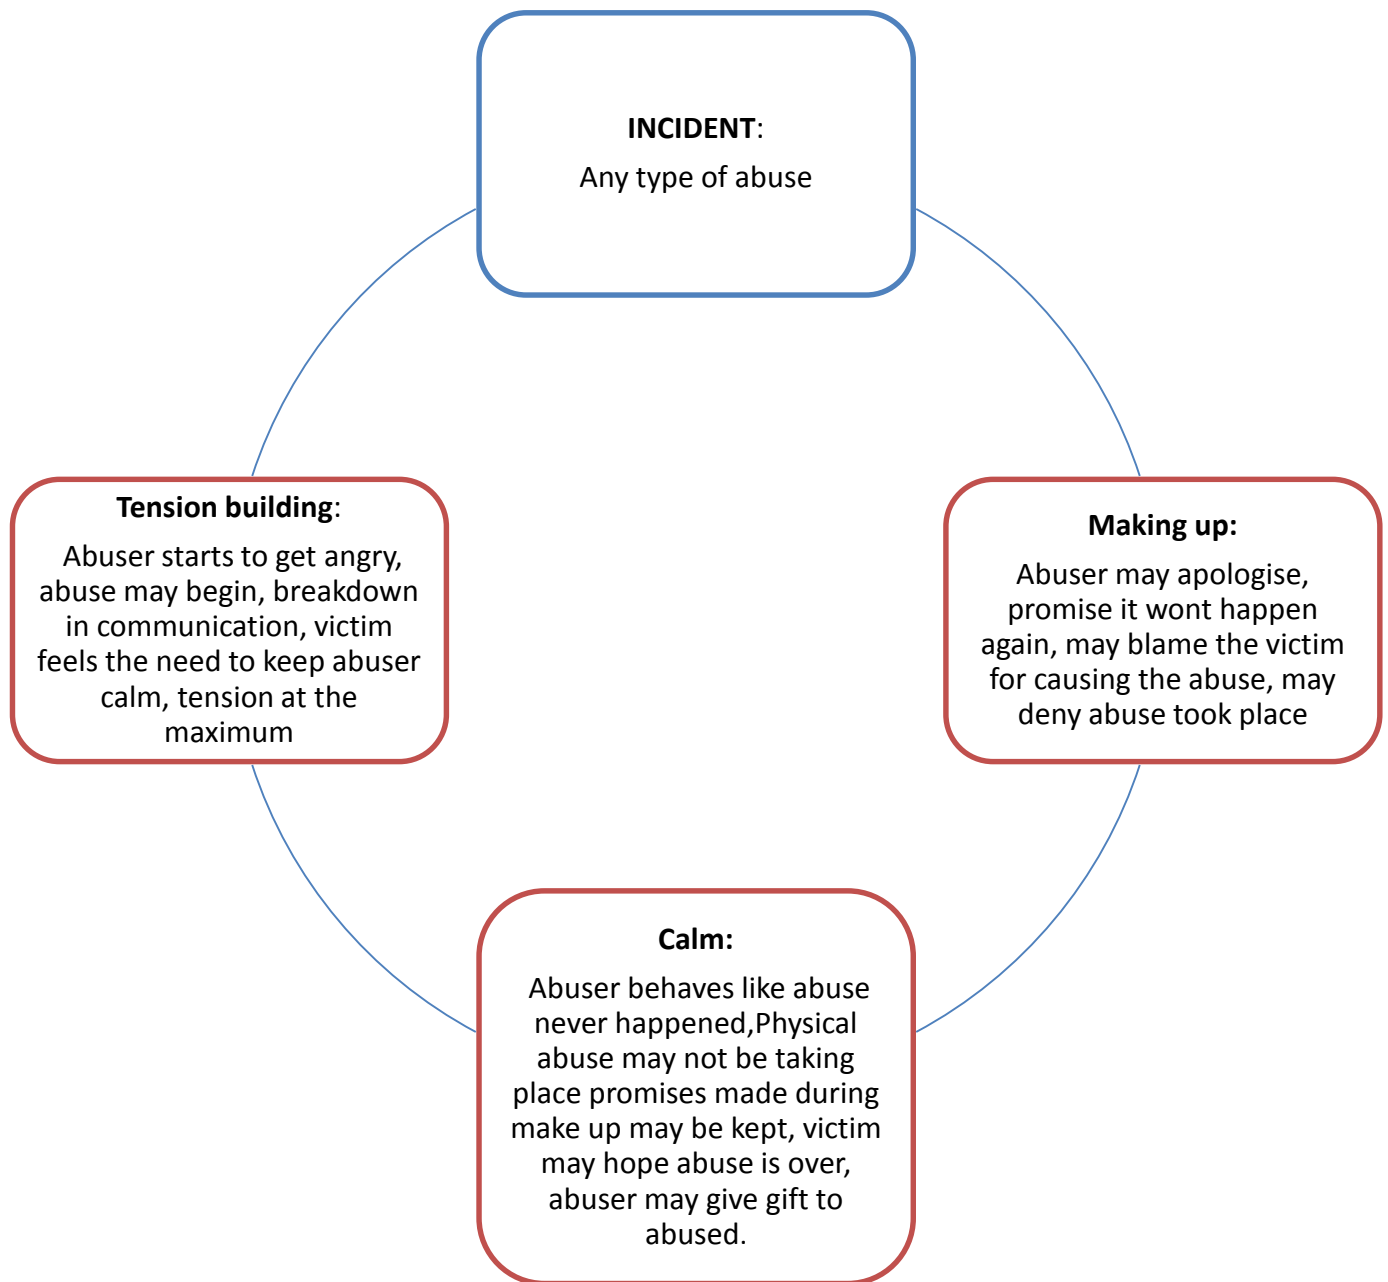 INCIDENT:
Any type of abuse
Tension building:
Abuser starts to get angry,
abuse may begin, breakdown
in communication, victim
feels the need to keep abuser
calm, tension at the
maximum
Making up:
Abuser may apologise,
promise it wont happen
again, may blame the victim
for causing the abuse, may
deny abuse took place
Calm:
Abuser behaves like abuse
never happened,Physical
abuse may not be taking
place promises made during
make up may be kept, victim
may hope abuse is over,
abuser may give gift to
abused.